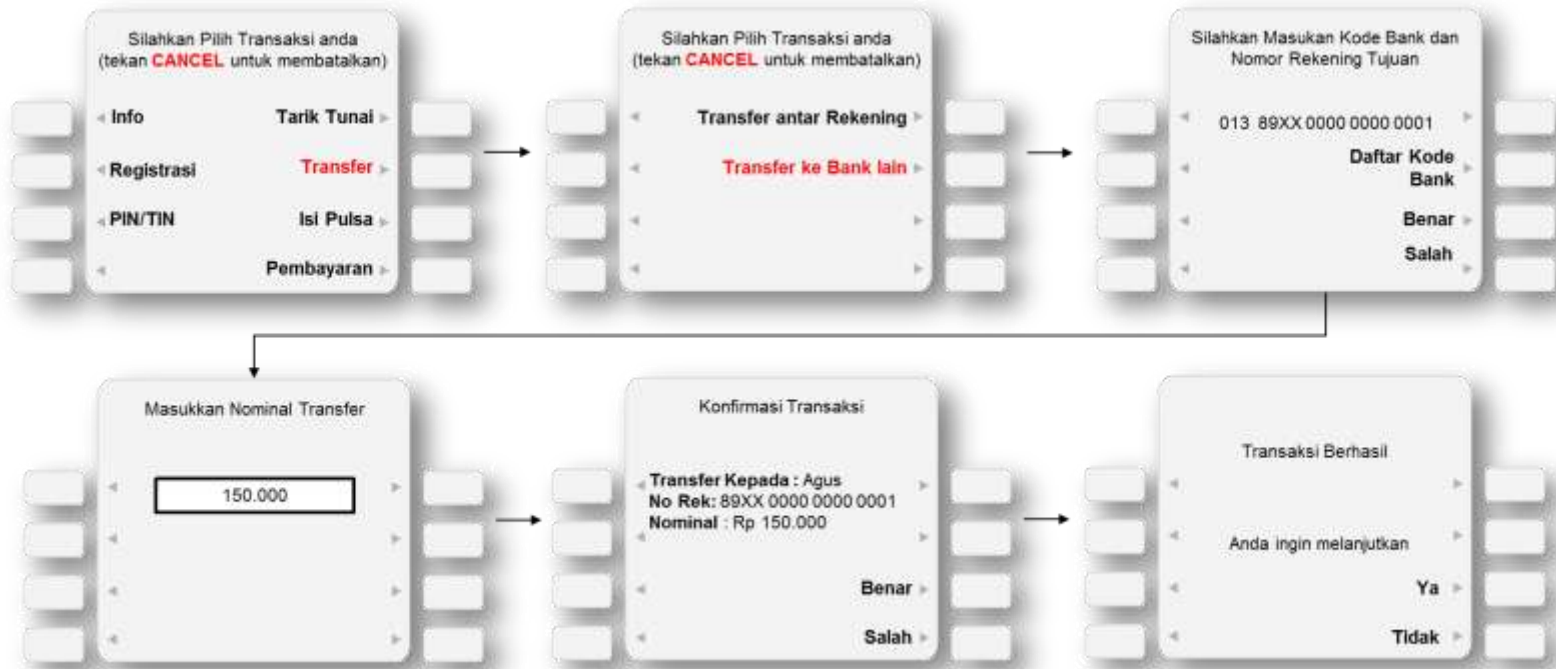 Silahkan Pilih Transaksi anda
(tekan CANCEL untuk membatalkan)
Info
Tarik Tunai
Registrasi
Transfer
PIN/TIN
Isi Pulsa
Pembayaran
Silahkan Pilih Transaksi anda
(tekan CANCEL untuk membatalkan)
Transfer antar Rekening
Transfer ke Bank lain
Silahkan Masukan Kode Bank dan
Nomor Rekening Tujuan
013 89XX 0000 0000 0001
Daftar Kode
Bank
Benar
Salah
Masukkan Nominal Transfer
150.000
Konfirmasi Transaksi
Transfer Kepada : Agus
No Rek: 89XX 0000 0000 0001
Nominal : Rp 150.000
Benar
Salah
Transaksi Berhasil
Anda ingin melanjutkan
Ya
Tidak